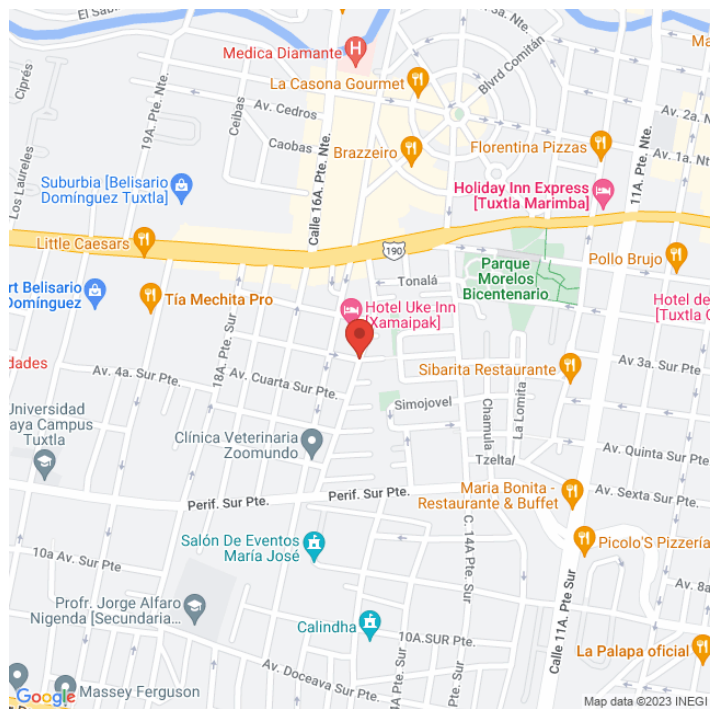 El Sabi
3a. Nte.
Medica Diamante
H
La Casona Gourmet
Blvrd Comitán
Ma
Ciprés
Av. Cedros
Ceibas
Av. 2a. N
19A. Pte. Nte.
Caobas
Calle 16A. Pte. Nte.
Brazzeiro
Florentina Pizzas
Av. 1a. Nt
11A. Pte. Nte.
Los Laureles
Suburbia [Belisario
Domínguez Tuxtla]
Holiday Inn Express
[Tuxtla Marimba]
Little Caesars
190
Pollo Brujo
Parque
Morelos
Bicentenario
Tonalá
rt Belisario
Domínguez
Tía Mechita Pro
Hotel Uke Inn
[Xamaipak]
Hotel de
[Tuxtla
18A. Pte. Sur
dades
Av. 4a. Sur Pte.
Av. Cuarta Sur Pte.
Sibarita Restaurante
Av. 3a. Sur
Simojovel
Chamula
La Lomita
Universidad
aya Campus
Tuxtla
Clínica Veterinaria
Zoomundo
Tzeltal
Av. Quinta Sur
Perif. Sur Pte.
Perif. Sur Pte.
Maria Bonita -
Restaurante & Buffet
Av. Sexta Sur
C. 14A Pte. Sur
Salón De Eventos
María José
Picolo'S Pizzería
10a Av. Sur Pte
Calle 11A. Pte Sur
Av. 8a
Profr. Jorge Alfaro
Nigenda [Secundaria...
Calindha
10A.SUR Pte.
La Palapa oficial
Av. Doceava Sur Pte.
A Pte. Sur
Massey Ferguson
Google
Map data ©2023 INEGI